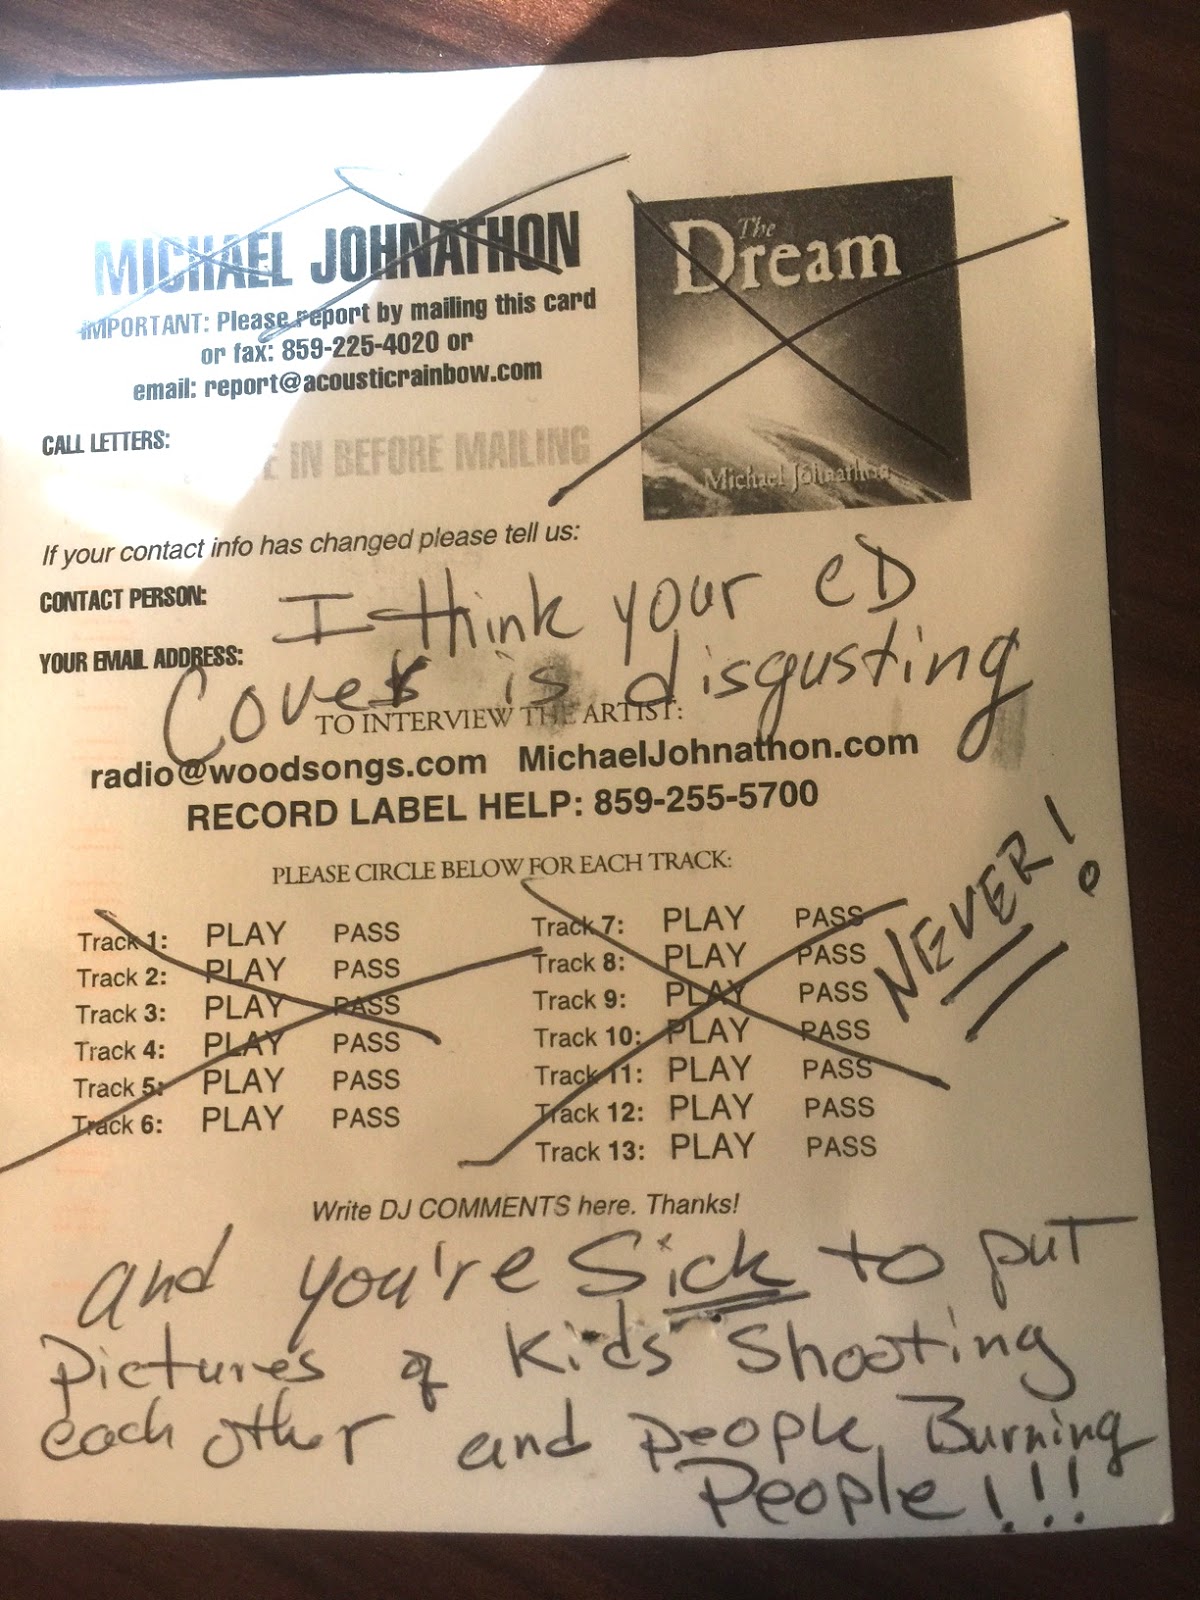 MICHAEL JOHNATHON
IMPORTANT: Please report by mailing this card
or fax: 859-225-4020 or
email: report@acousticrainbow.com
The
Dream
Michael Johnathon
CALL LETTERS:
IN BEFORE MAILING
If your contact info has changed please tell us:
CONTACT PERSON:
YOUR EMAIL ADDRESS:
I think your CD
Cover is disgusting
TO INTERVIEW THE ARTIST:
radio@woodsongs.com MichaelJohnathon.com
RECORD LABEL HELP: 859-255-5700
PLEASE CIRCLE BELOW FOR EACH TRACK:
Track 1: PLAY PASS
Track 2: PLAY PASS
Track 3: PLAY PASS
Track 4: PLAY PASS
Track 5: PLAY PASS
Track 6: PLAY PASS
Track 7: PLAY PASS
Track 8: PLAY PASS
Track 9: PLAY PASS
Track 10: PLAY PASS
Track 11: PLAY PASS
Track 12: PLAY PASS
Track 13: PLAY PASS
NEVER!
Write DJ COMMENTS here. Thanks!
and you're Sick to put
pictures of kids shooting
each other and people Burning
People!!!